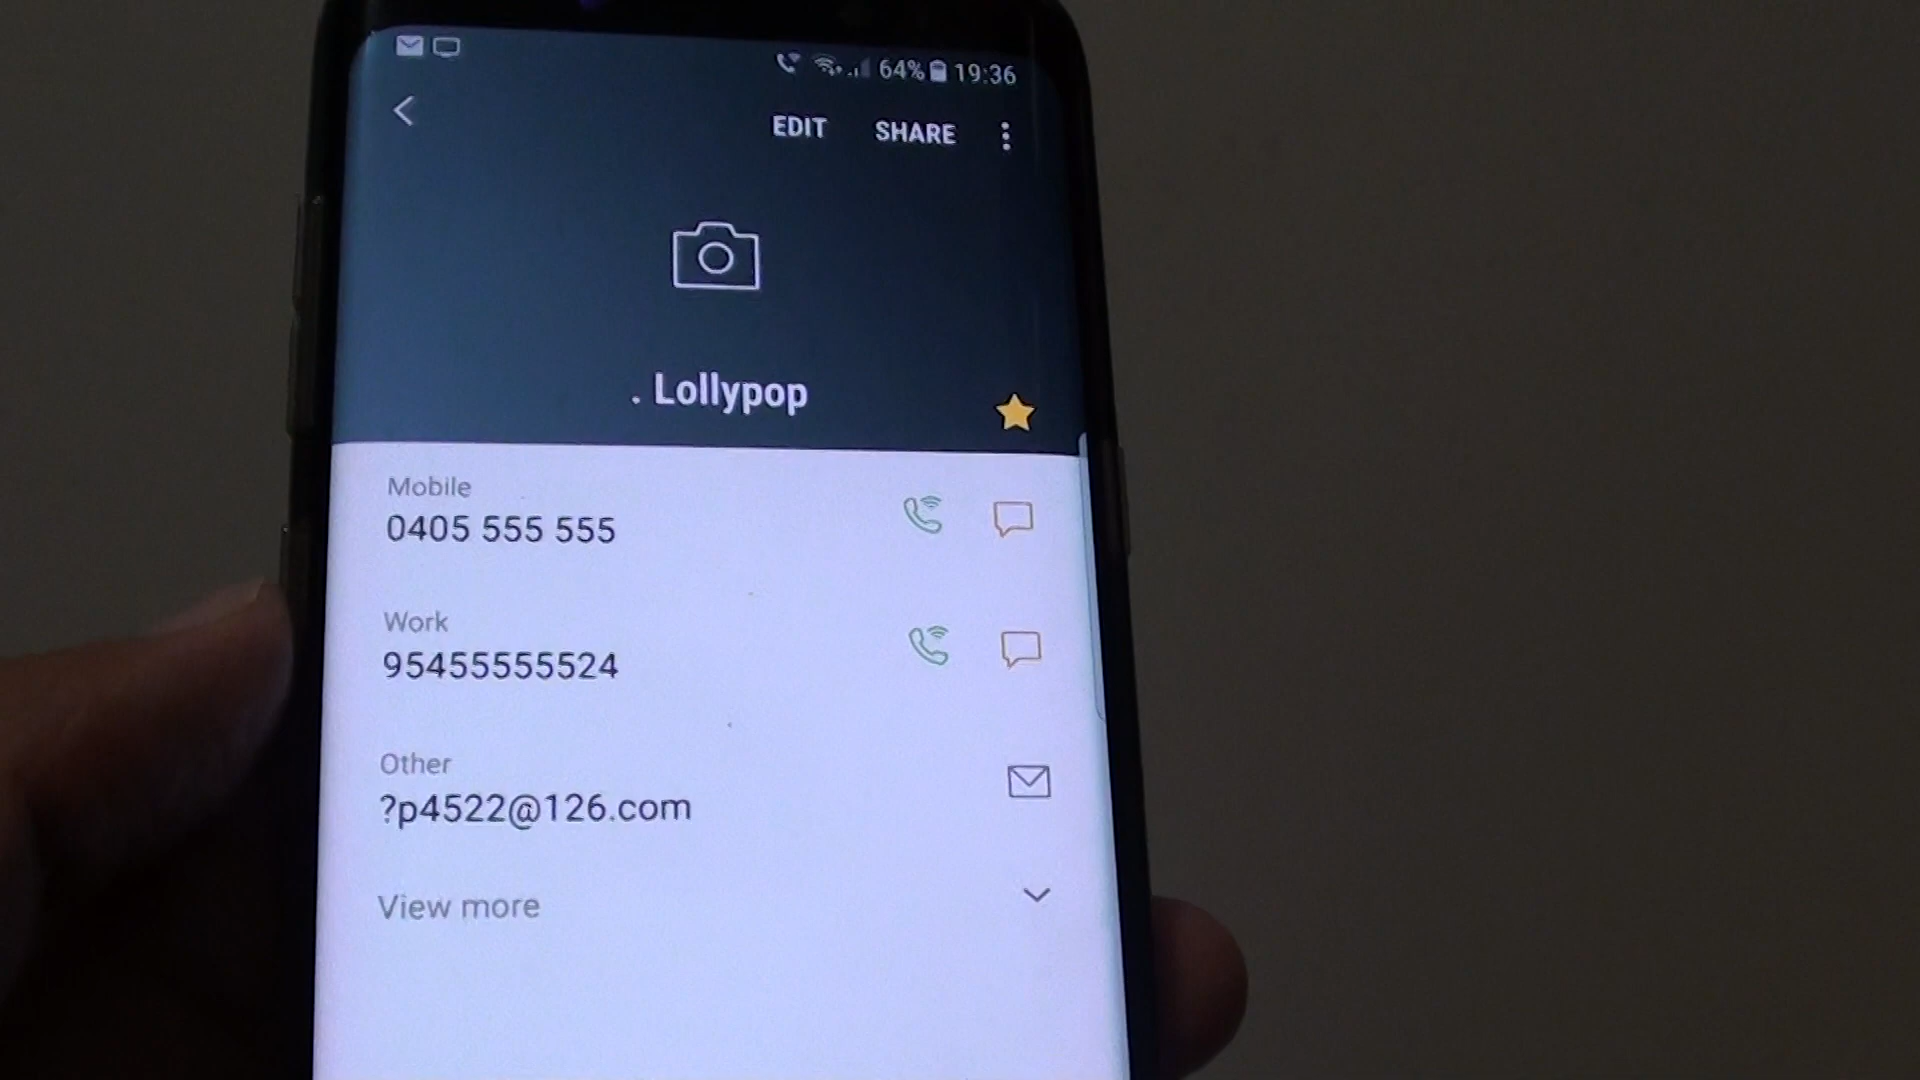 64% 19:36
EDIT SHARE
. Lollypop
Mobile
0405 555 555
Work
95455555524
Other
?p4522@126.com
View more